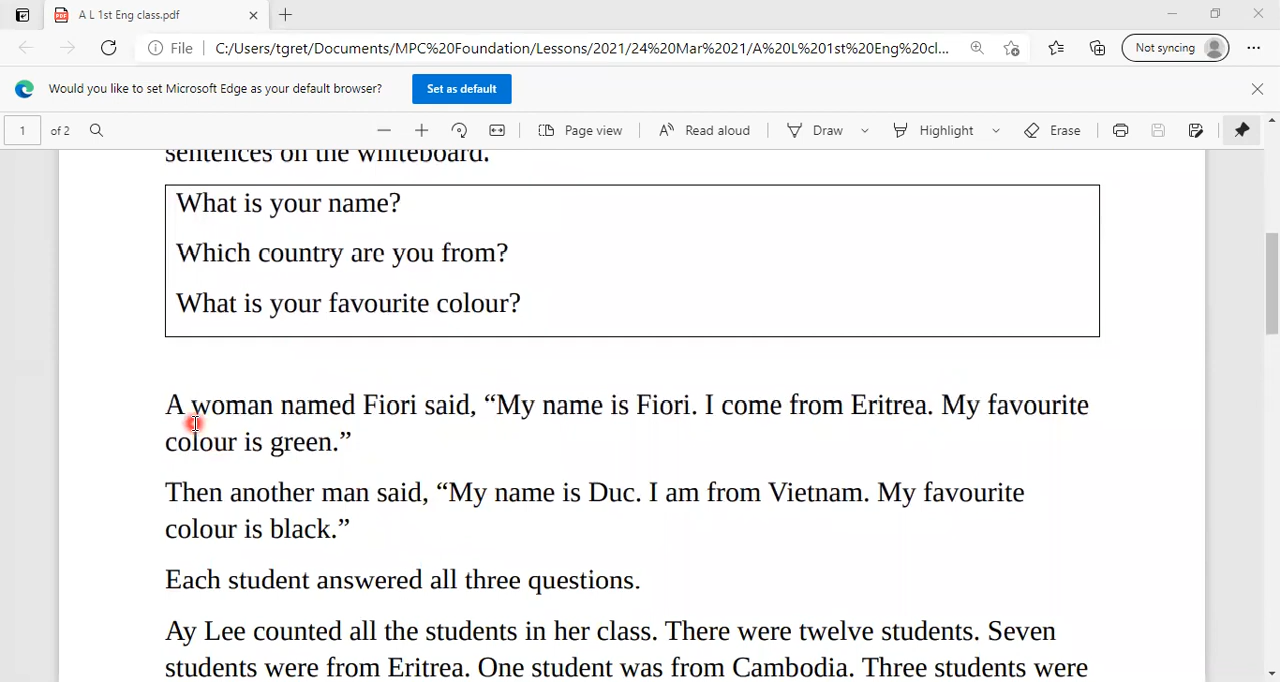 A L 1st Eng class.pdf
File C:/Users/tgret/Documents/MPC%20Foundation/Lessons/2021/24%20Mar%2021/A%20L%201st%20Eng%20cl... Not syncing
Would you like to set Microsoft Edge as your default browser? Set as default
1 of 2 Page view Read aloud Draw Highlight Erase
sentences on the whiteboard.
What is your name?
Which country are you from?
What is your favourite colour?
A woman named Fiori said, “My name is Fiori. I come from Eritrea. My favourite
colour is green.”
Then another man said, “My name is Duc. I am from Vietnam. My favourite
colour is black.”
Each student answered all three questions.
Ay Lee counted all the students in her class. There were twelve students. Seven
students were from Eritrea. One student was from Cambodia. Three students were